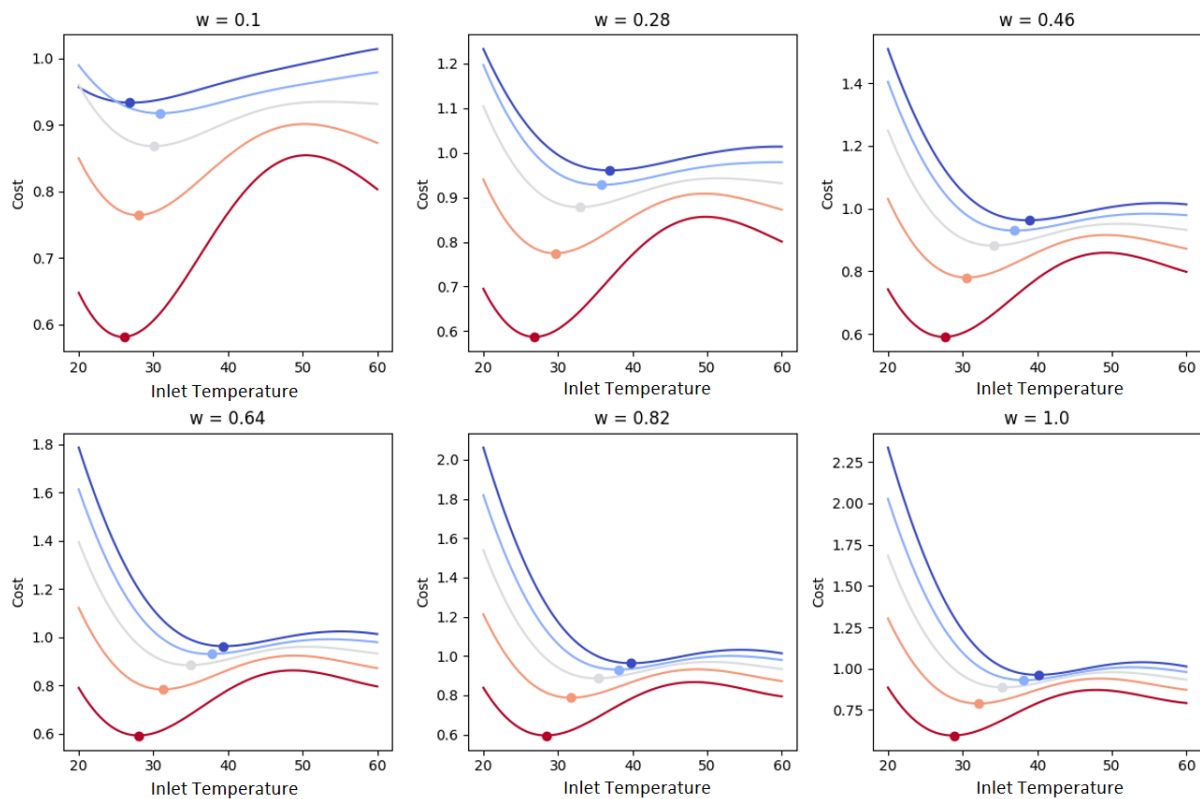 w = 0.1
1.0
0.9
0.8
0.7
0.6
Cost
20 30 40 50 60
Inlet Temperature
w = 0.28
1.2
1.1
1.0
0.9
0.8
0.7
0.6
Cost
20 30 40 50 60
Inlet Temperature
w = 0.46
1.4
1.2
1.0
0.8
0.6
Cost
20 30 40 50 60
Inlet Temperature
w = 0.64
1.8
1.6
1.4
1.2
1.0
0.8
0.6
Cost
20 30 40 50 60
Inlet Temperature
w = 0.82
2.0
1.8
1.6
1.4
1.2
1.0
0.8
0.6
Cost
20 30 40 50 60
Inlet Temperature
w = 1.0
2.25
2.00
1.75
1.50
1.25
1.00
0.75
Cost
20 30 40 50 60
Inlet Temperature